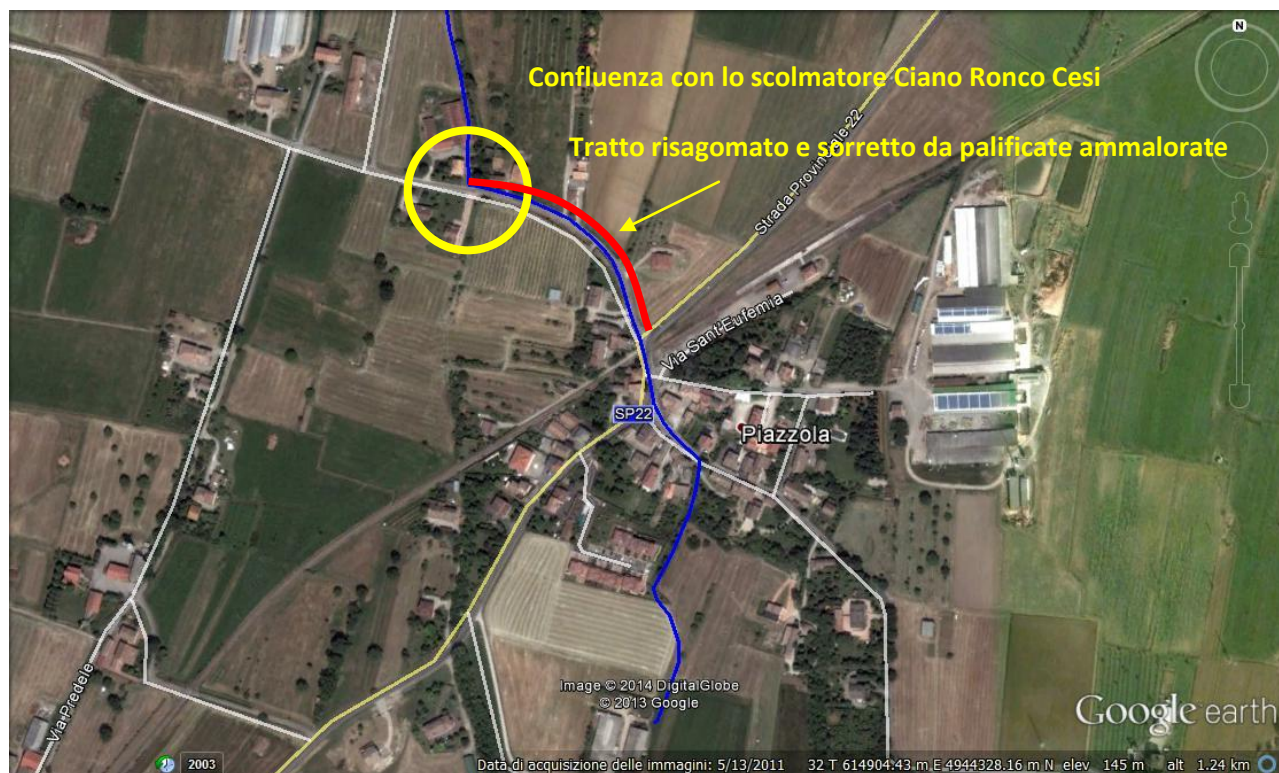 N
Confluenza con lo scolmatore Ciano Ronco Cesi
Tratto risagomato e sorretto da palificate ammalorate
Strada Provinciale 22
Via Sant'Eufemia
SP22
Piazzola
Via Predele
Image © 2014 DigitalGlobe
© 2013 Google
Google earth
2003
Data di acquisizione delle immagini: 5/13/2011 32 T 614904.43 m E 4944328.16 m N elev 145 m alt 1.24 km